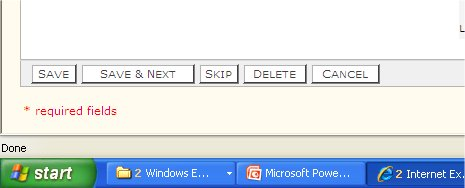 SAVE SAVE & NEXT SKIP DELETE CANCEL
* required fields
Done
start 2 Windows E... Microsoft Powe... 2 Internet Ex